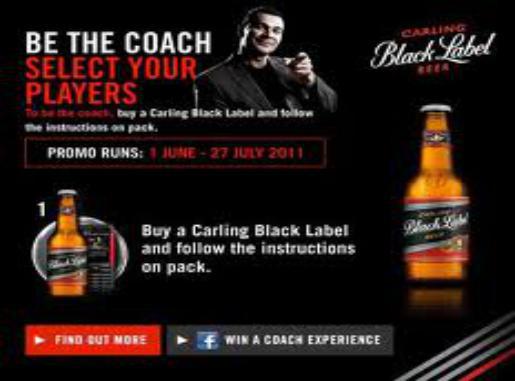 BE THE COACH
SELECT YOUR
PLAYERS
To be the coach, buy a Carling Black Label and follow
the instructions on pack.
PROMO RUNS: 1 JUNE - 27 JULY 2011
CARLING
Black Label
BEER
1
Buy a Carling Black Label
and follow the instructions
on pack.
Black Label
FIND OUT MORE
f WIN A COACH EXPERIENCE